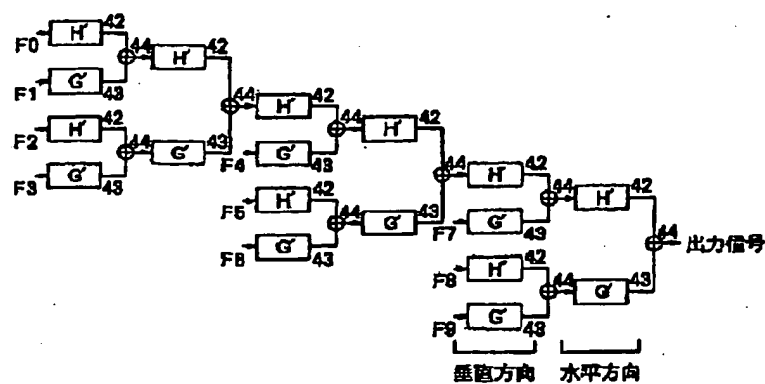 F0 H' 42
44 H' 42
F1 G' 43
44 H' 42
F2 H' 42
44 G' 43
F3 G' 43
44 H' 42
F4 G' 43
44 H' 42
F5 H' 42
44 G' 43
F6 G' 43
44 H' 42
F7 G' 43
44 出力信号
F8 H' 42
44 G' 43
F9 G' 43
垂直方向 水平方向